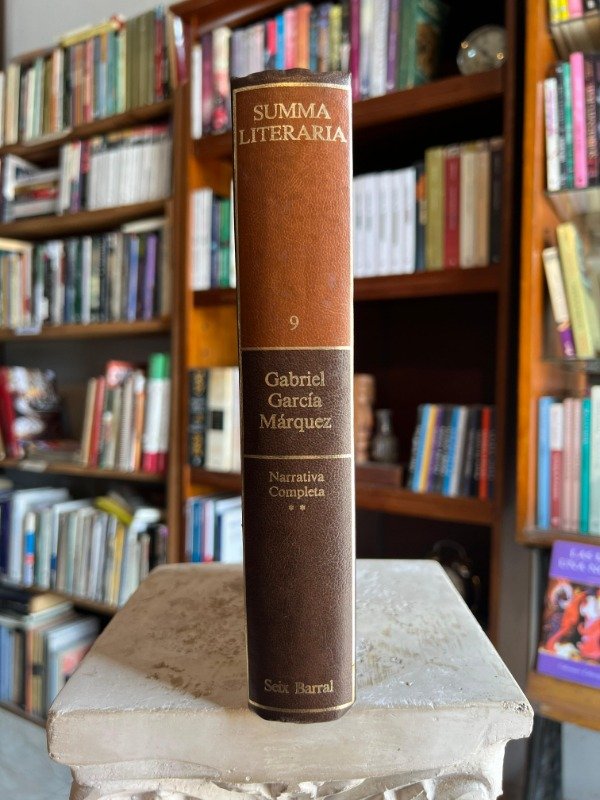 SUMMA
LITERARIA
9
Gabriel
García
Márquez
Narrativa
Completa
**
Seix Barral